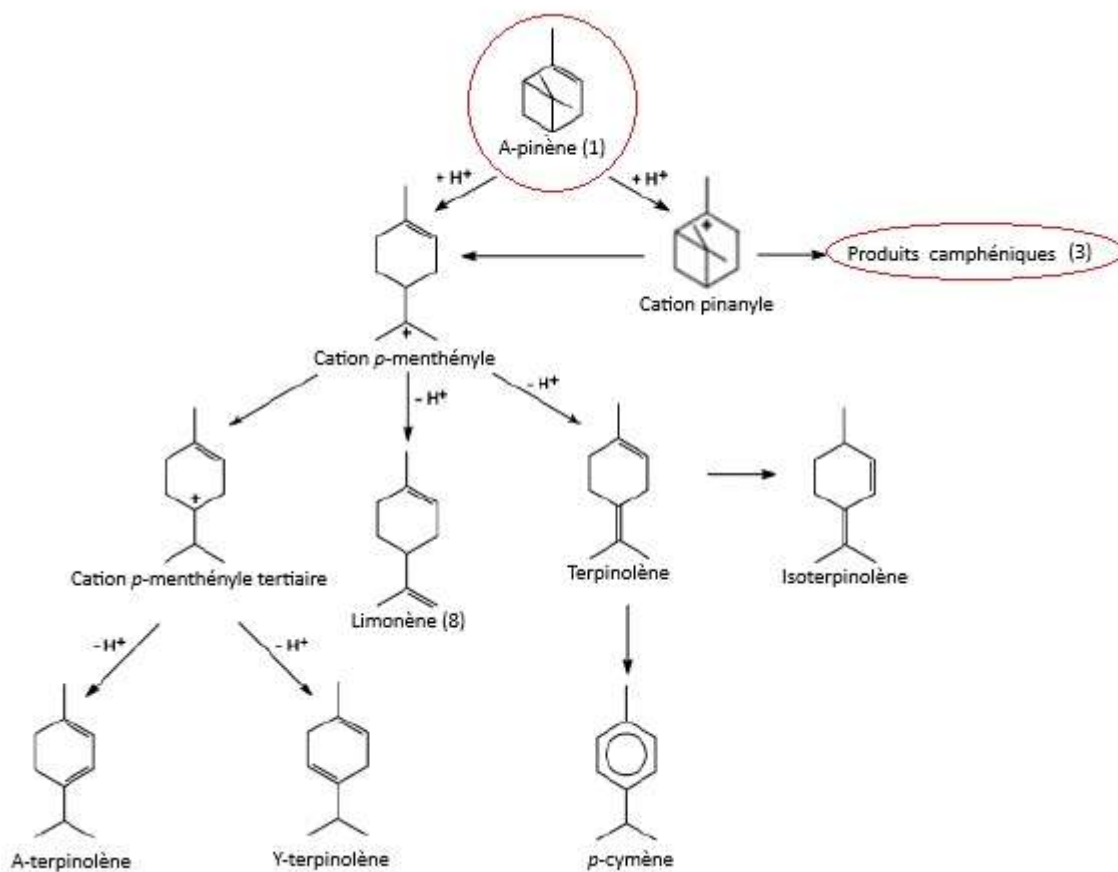 A-pinène (1)
+ H+
+ H+
+
Produits camphéniques (3)
Cation pinanyle
+
Cation p-menthényle
- H+
- H+
+
Cation p-menthényle tertiaire
Limonène (8)
Terpinolène
Isoterpinolène
- H+
- H+
A-terpinolène
Y-terpinolène
p-cymène